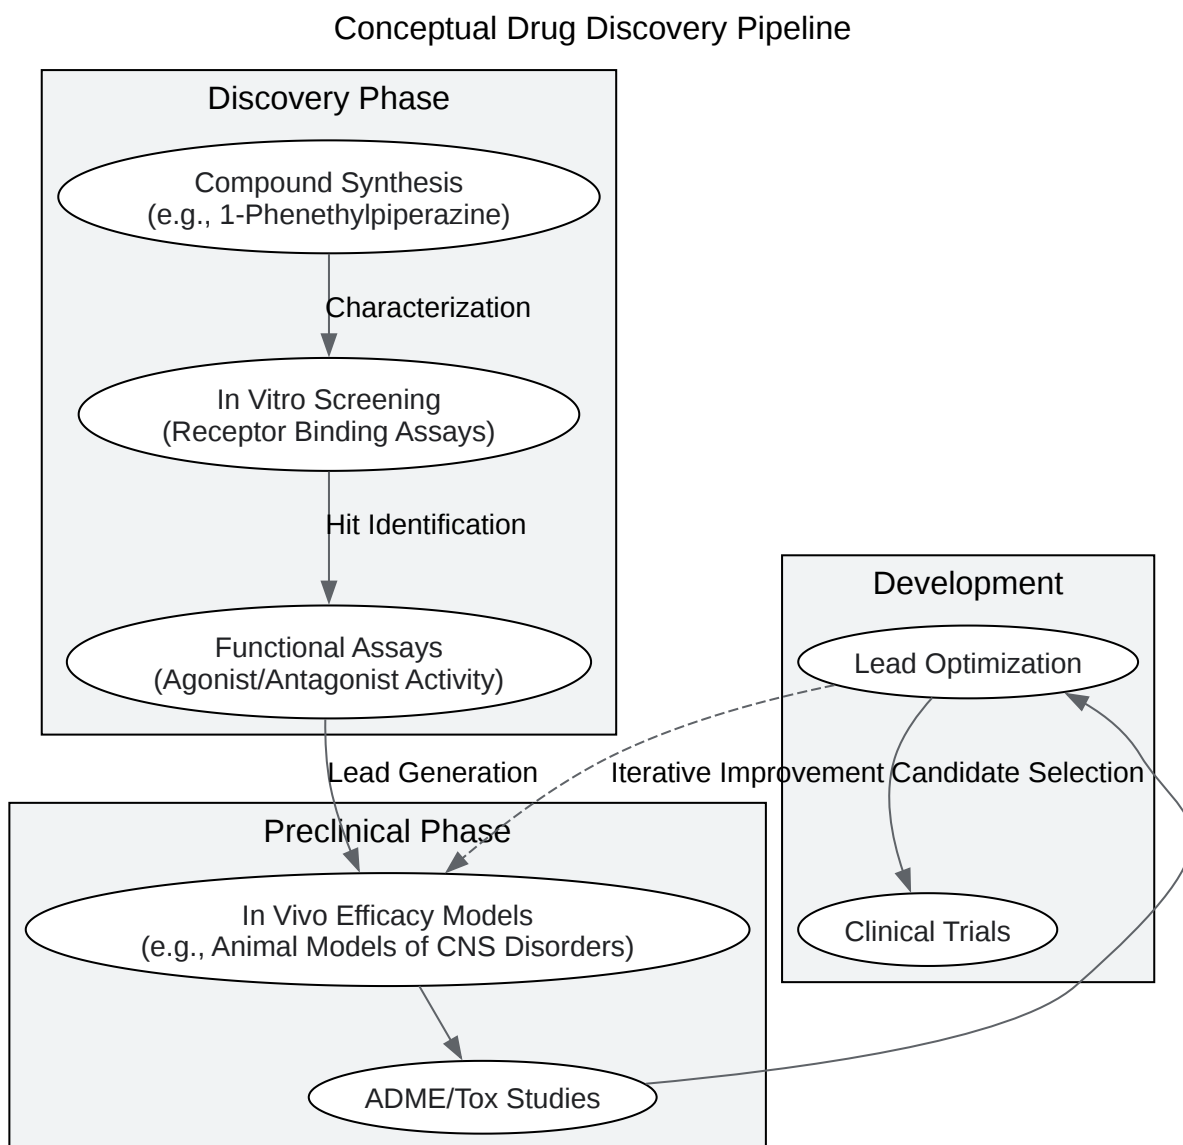 Conceptual Drug Discovery Pipeline
Discovery Phase
Compound Synthesis
(e.g., 1-Phenethylpiperazine)
Characterization
In Vitro Screening
(Receptor Binding Assays)
Hit Identification
Functional Assays
(Agonist/Antagonist Activity)
Lead Generation
Preclinical Phase
In Vivo Efficacy Models
(e.g., Animal Models of CNS Disorders)
ADME/Tox Studies
Development
Lead Optimization
Iterative Improvement
Candidate Selection
Clinical Trials